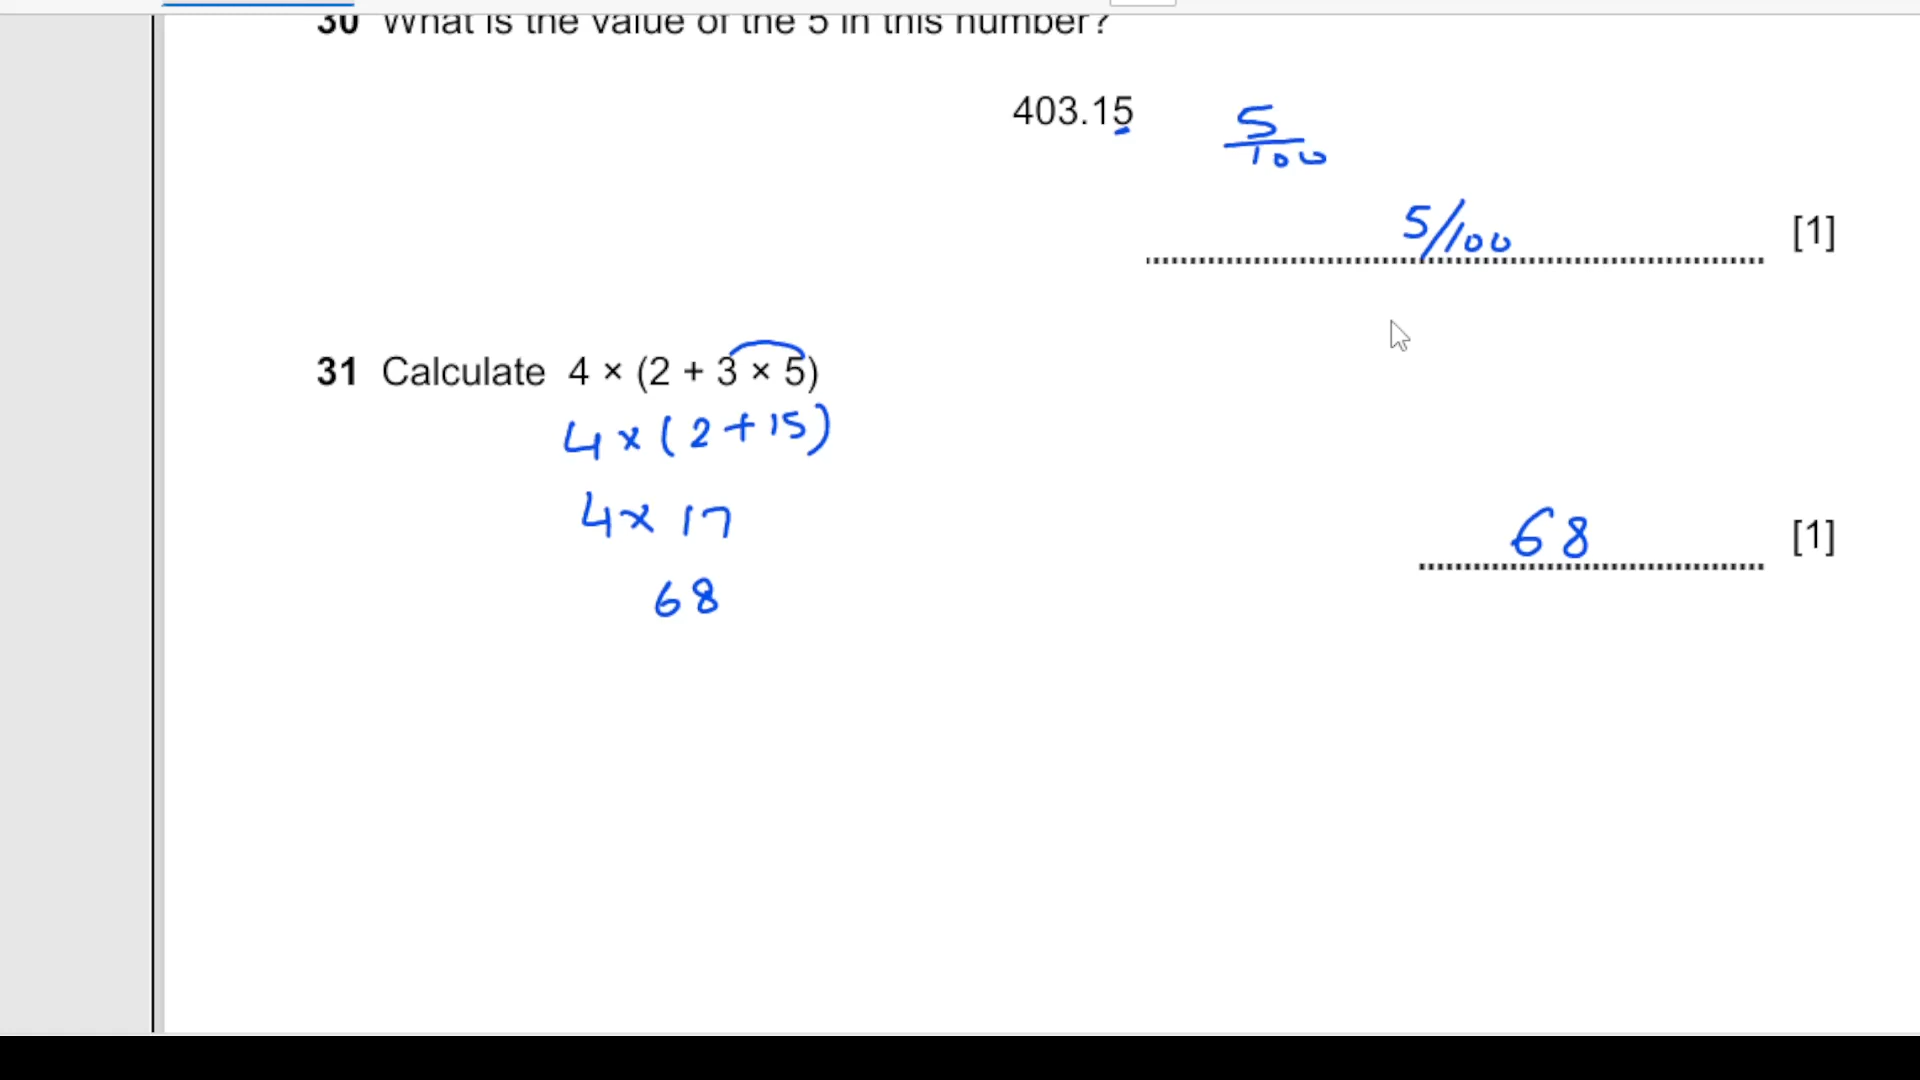 30 What is the value of the 5 in this number?
403.15
5/100
5/100 [1]
31 Calculate 4 × (2 + 3 × 5)
4 × (2 + 15)
4 × 17
68 [1]
68